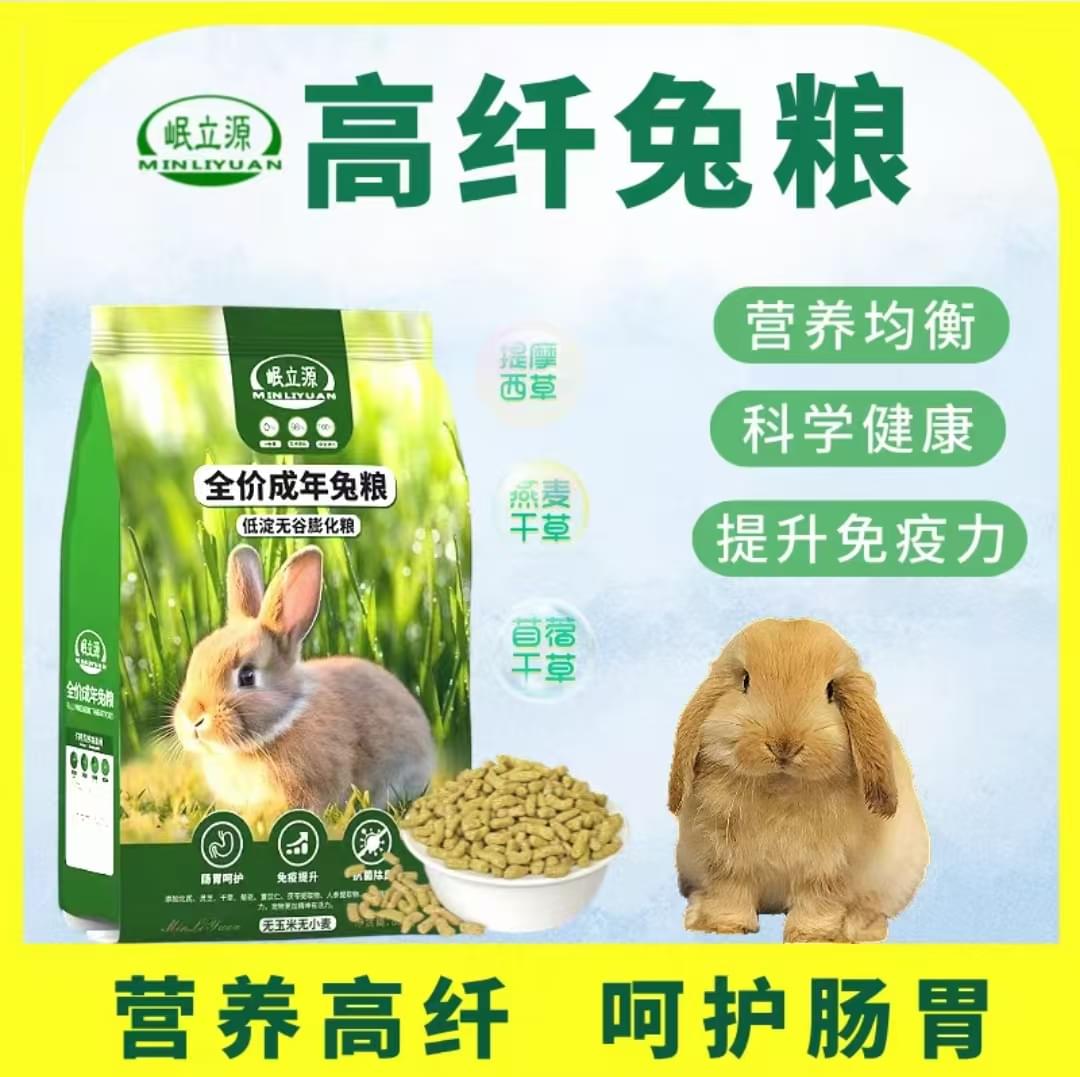 岷立源
MINLIYUAN
高纤兔粮
营养均衡
科学健康
提升免疫力
提摩
西草
燕麦
干草
苜蓿
干草
岷立源
MINLIYUAN
全价成年兔粮
低淀无谷膨化粮
岷立源
全价成年兔粮
肠胃呵护
免疫提升
抗菌除
MinLiYuan
无玉米无小麦
营养高纤 呵护肠胃